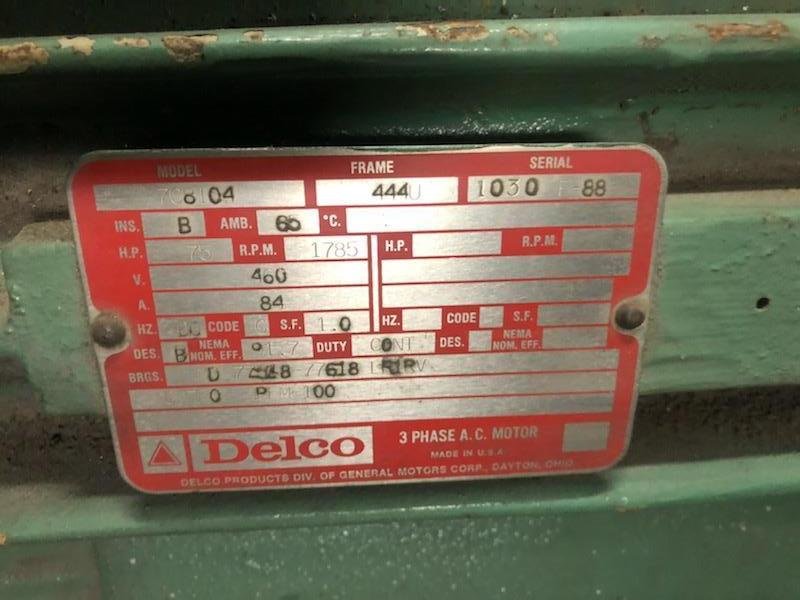 MODEL FRAME SERIAL
7C8104 444U 1030 -88
INS. B AMB. 65 °C.
H.P. 75 R.P.M. 1785 H.P. R.P.M.
V. 460
A. 84
HZ. CODE G S.F. 1.0 HZ. CODE S.F.
DES. B NEMA NOM. EFF. DUTY CONT DES. NEMA NOM. EFF.
BRGS.
100
Delco 3 PHASE A.C. MOTOR
MADE IN U.S.A.
DELCO PRODUCTS DIV. OF GENERAL MOTORS CORP., DAYTON, OHIO